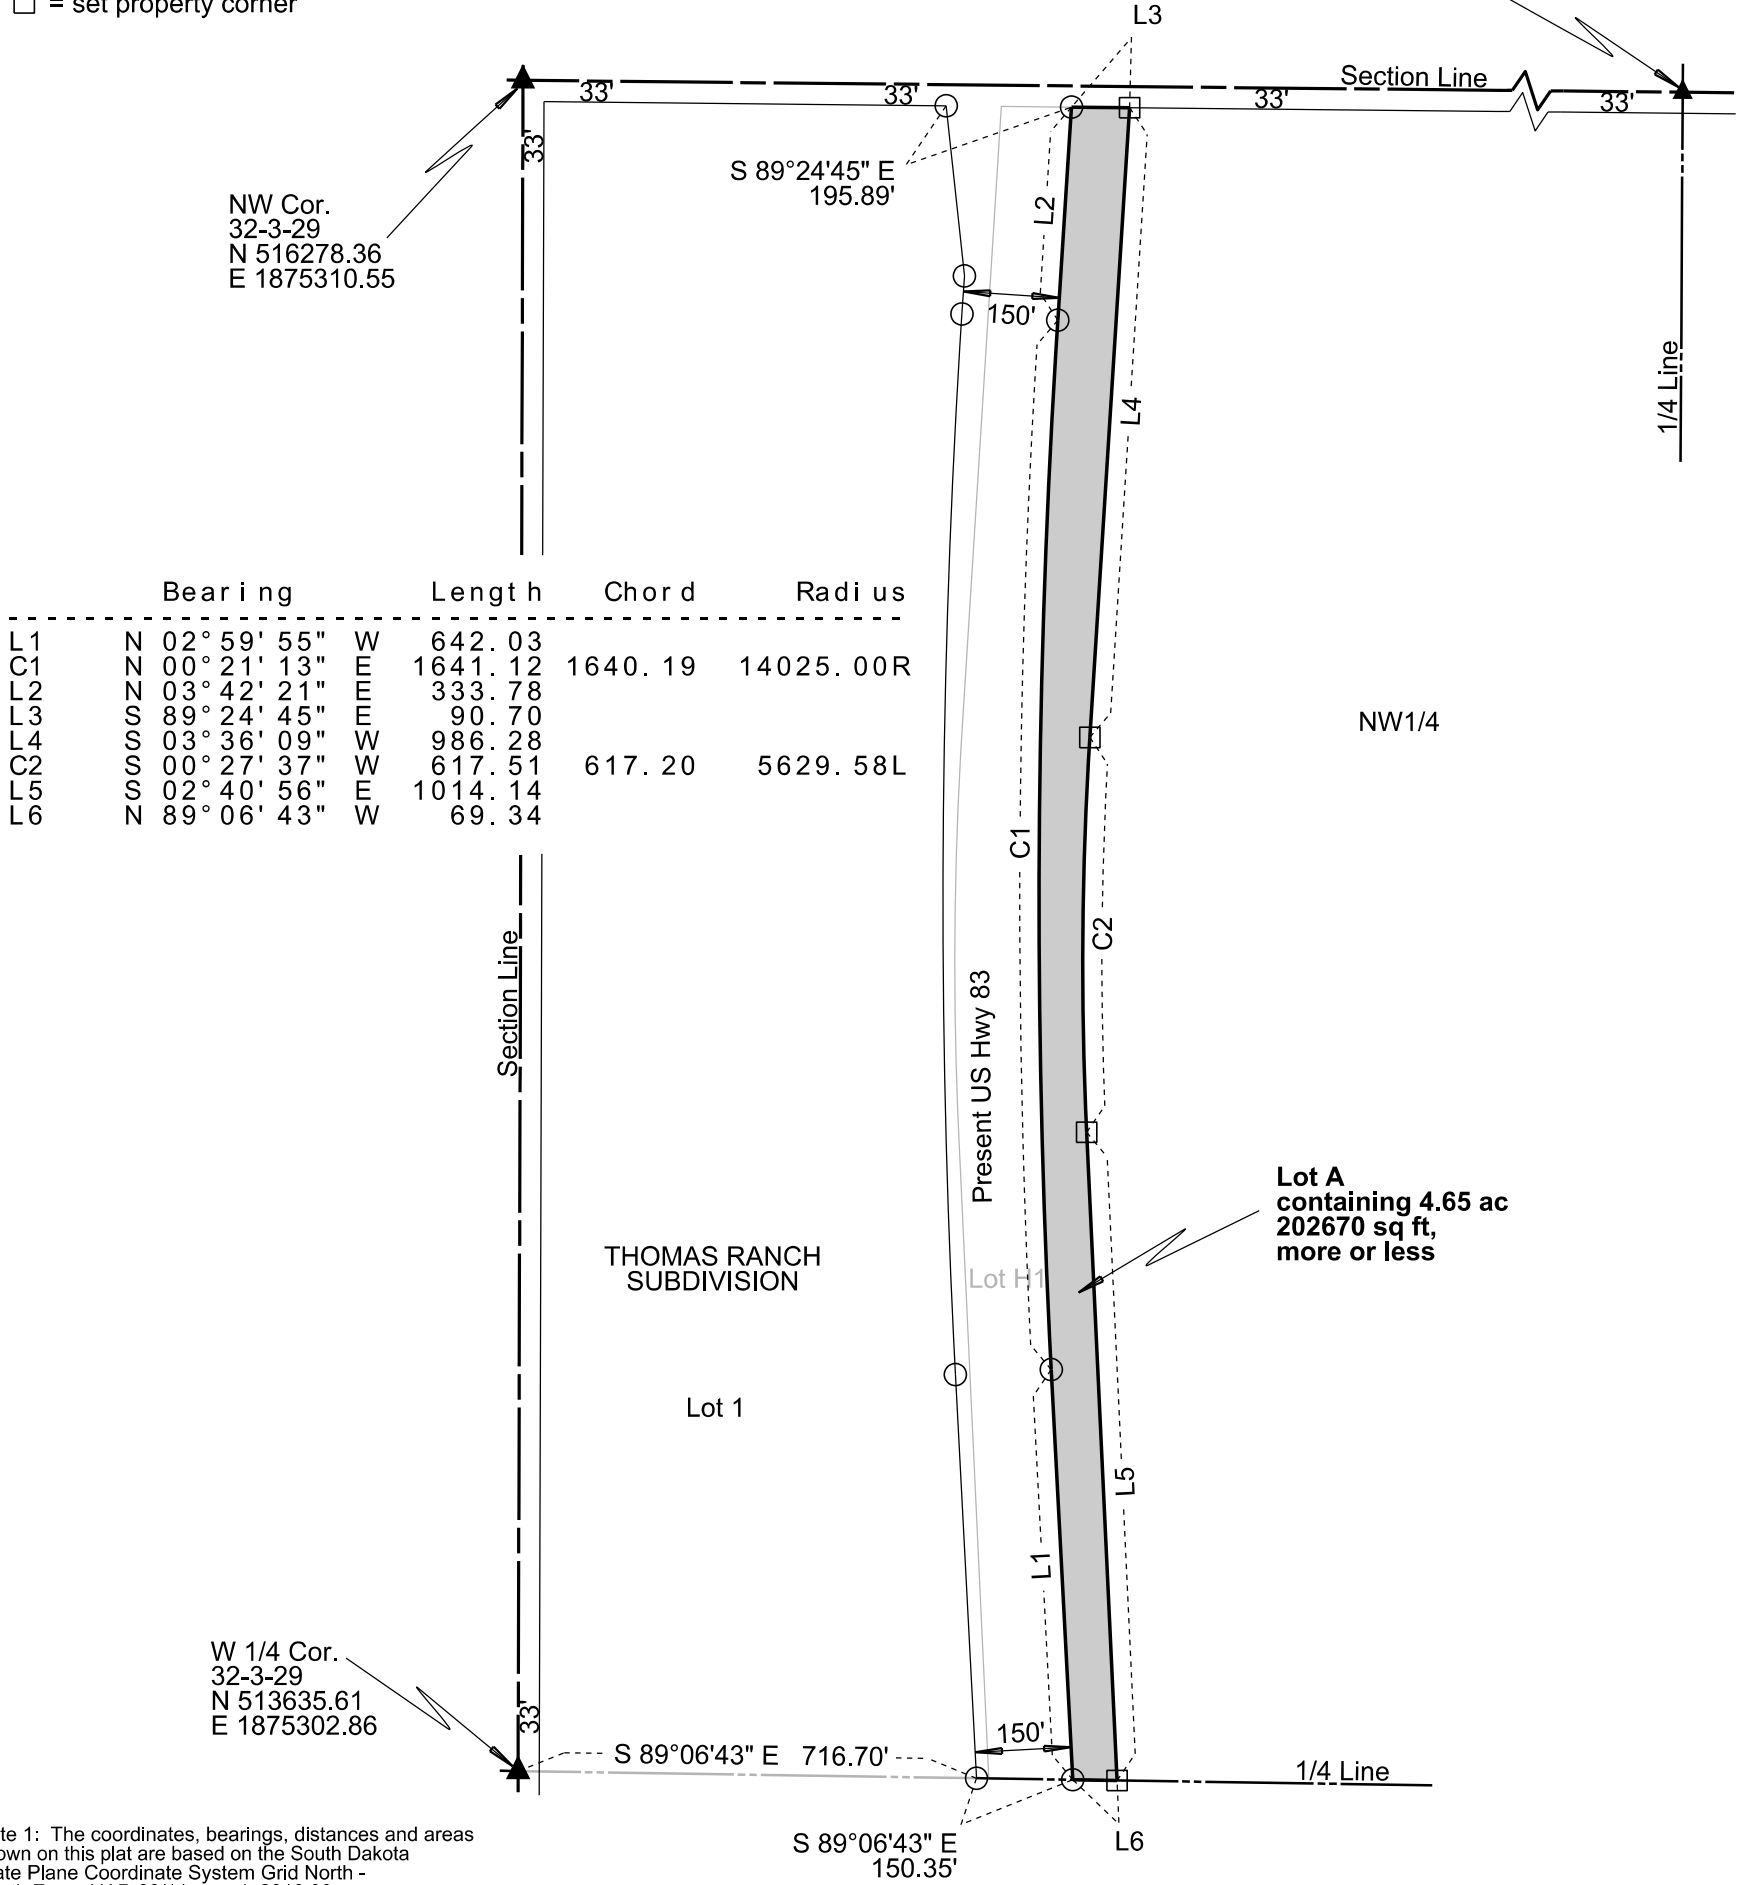 = set property corner
L3
Section Line
33'
33'
33'
33'
33'
S 89°24'45" E
195.89'
L2
NW Cor.
32-3-29
N 516278.36
E 1875310.55
150'
L4
1/4 Line
Bearing Length Chord Radius
L1 N 02°59'55" W 642.03
C1 N 00°21'13" E 1641.12 1640.19 14025.00R
L2 N 03°42'21" E 333.78
L3 S 89°24'45" E 90.70
L4 S 03°36'09" W 986.28
C2 S 00°27'37" W 617.51 617.20 5629.58L
L5 S 02°40'56" E 1014.14
L6 N 89°06'43" W 69.34
NW1/4
C1
C2
Section Line
Present US Hwy 83
Lot A
containing 4.65 ac
202670 sq ft,
more or less
THOMAS RANCH
SUBDIVISION
Lot H1
Lot 1
L5
L1
W 1/4 Cor.
32-3-29
N 513635.61
E 1875302.86
33'
150'
S 89°06'43" E 716.70'
1/4 Line
S 89°06'43" E
150.35'
L6
te 1: The coordinates, bearings, distances and areas
own on this plat are based on the South Dakota
ate Plane Coordinate System Grid North -